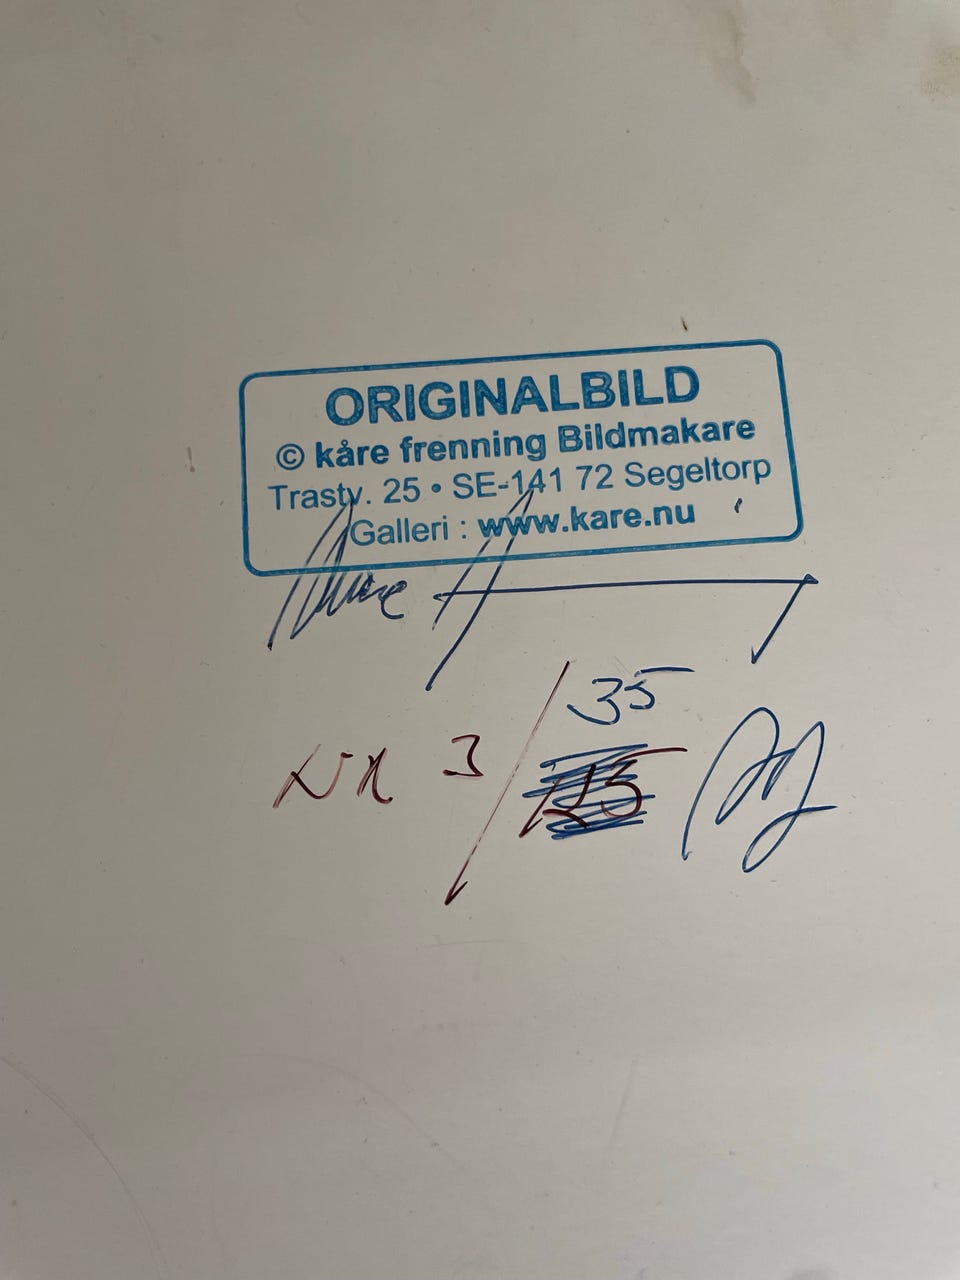 ORIGINALBILD
© kåre frenning Bildmakare
Trastv. 25 • SE-141 72 Segeltorp
Galleri : www.kare.nu
35
NR 3/